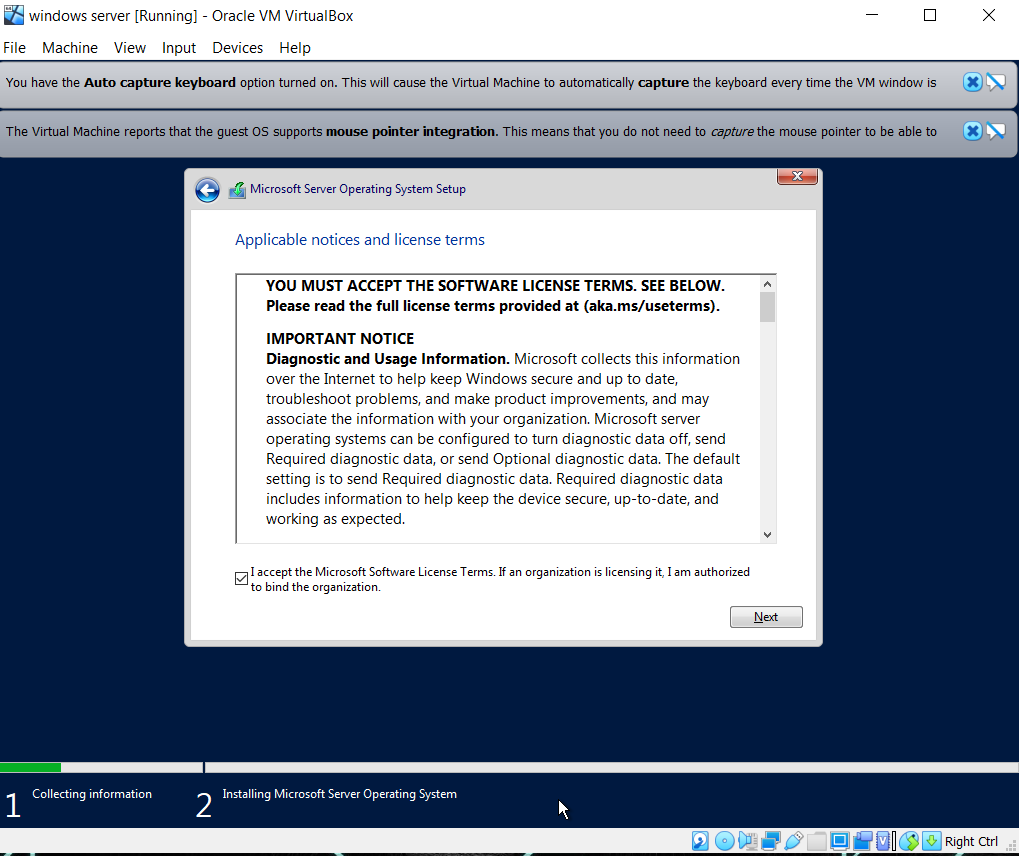 windows server [Running] - Oracle VM VirtualBox
File Machine View Input Devices Help
You have the Auto capture keyboard option turned on. This will cause the Virtual Machine to automatically capture the keyboard every time the VM window is
The Virtual Machine reports that the guest OS supports mouse pointer integration. This means that you do not need to capture the mouse pointer to be able to
Microsoft Server Operating System Setup
Applicable notices and license terms
YOU MUST ACCEPT THE SOFTWARE LICENSE TERMS. SEE BELOW.
Please read the full license terms provided at (aka.ms/useterms).
IMPORTANT NOTICE
Diagnostic and Usage Information. Microsoft collects this information
over the Internet to help keep Windows secure and up to date,
troubleshoot problems, and make product improvements, and may
associate the information with your organization. Microsoft server
operating systems can be configured to turn diagnostic data off, send
Required diagnostic data, or send Optional diagnostic data. The default
setting is to send Required diagnostic data. Required diagnostic data
includes information to help keep the device secure, up-to-date, and
working as expected.
I accept the Microsoft Software License Terms. If an organization is licensing it, I am authorized
to bind the organization.
Next
1 Collecting information
2 Installing Microsoft Server Operating System
Right Ctrl